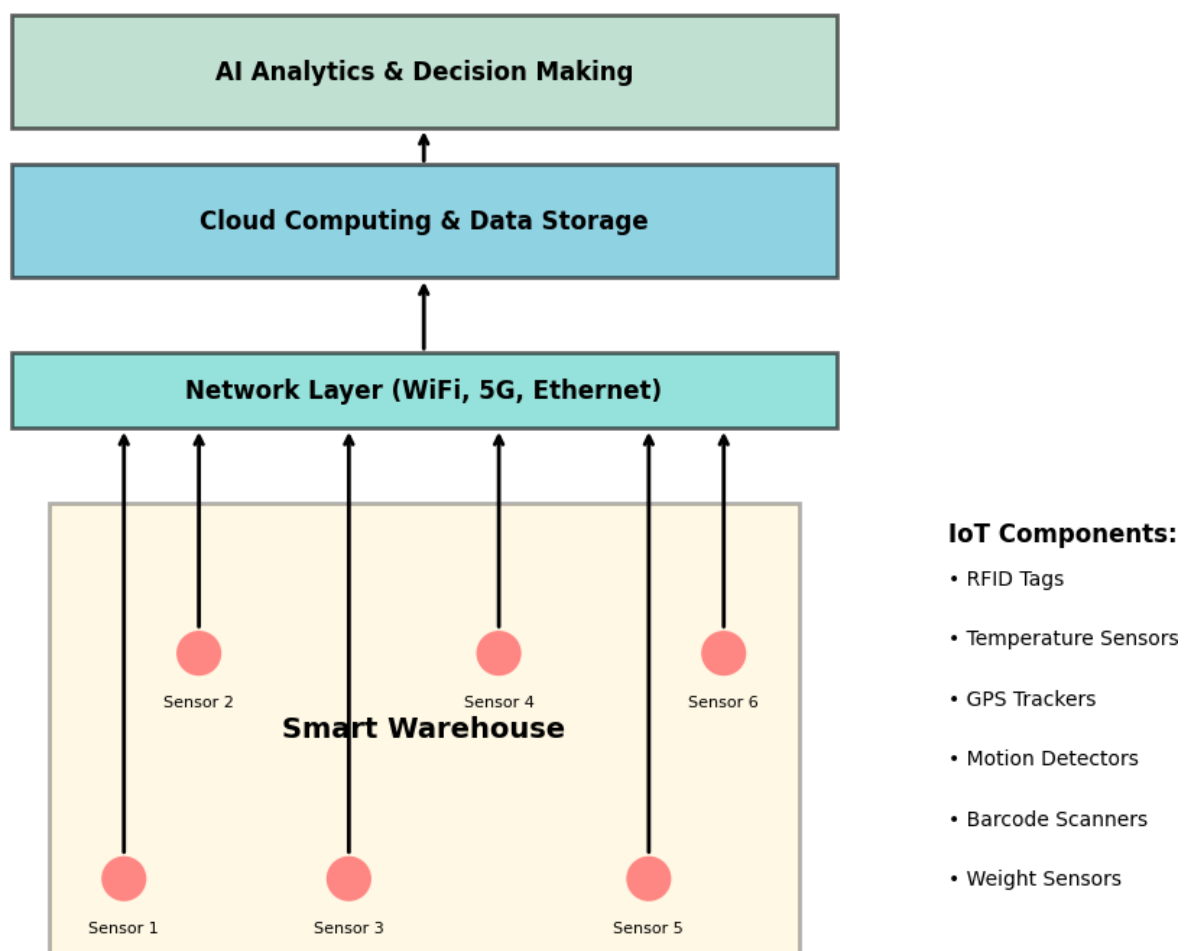 AI Analytics & Decision Making
Cloud Computing & Data Storage
Network Layer (WiFi, 5G, Ethernet)
Sensor 2
Sensor 4
Sensor 6
Smart Warehouse
Sensor 1
Sensor 3
Sensor 5
IoT Components:
• RFID Tags
• Temperature Sensors
• GPS Trackers
• Motion Detectors
• Barcode Scanners
• Weight Sensors